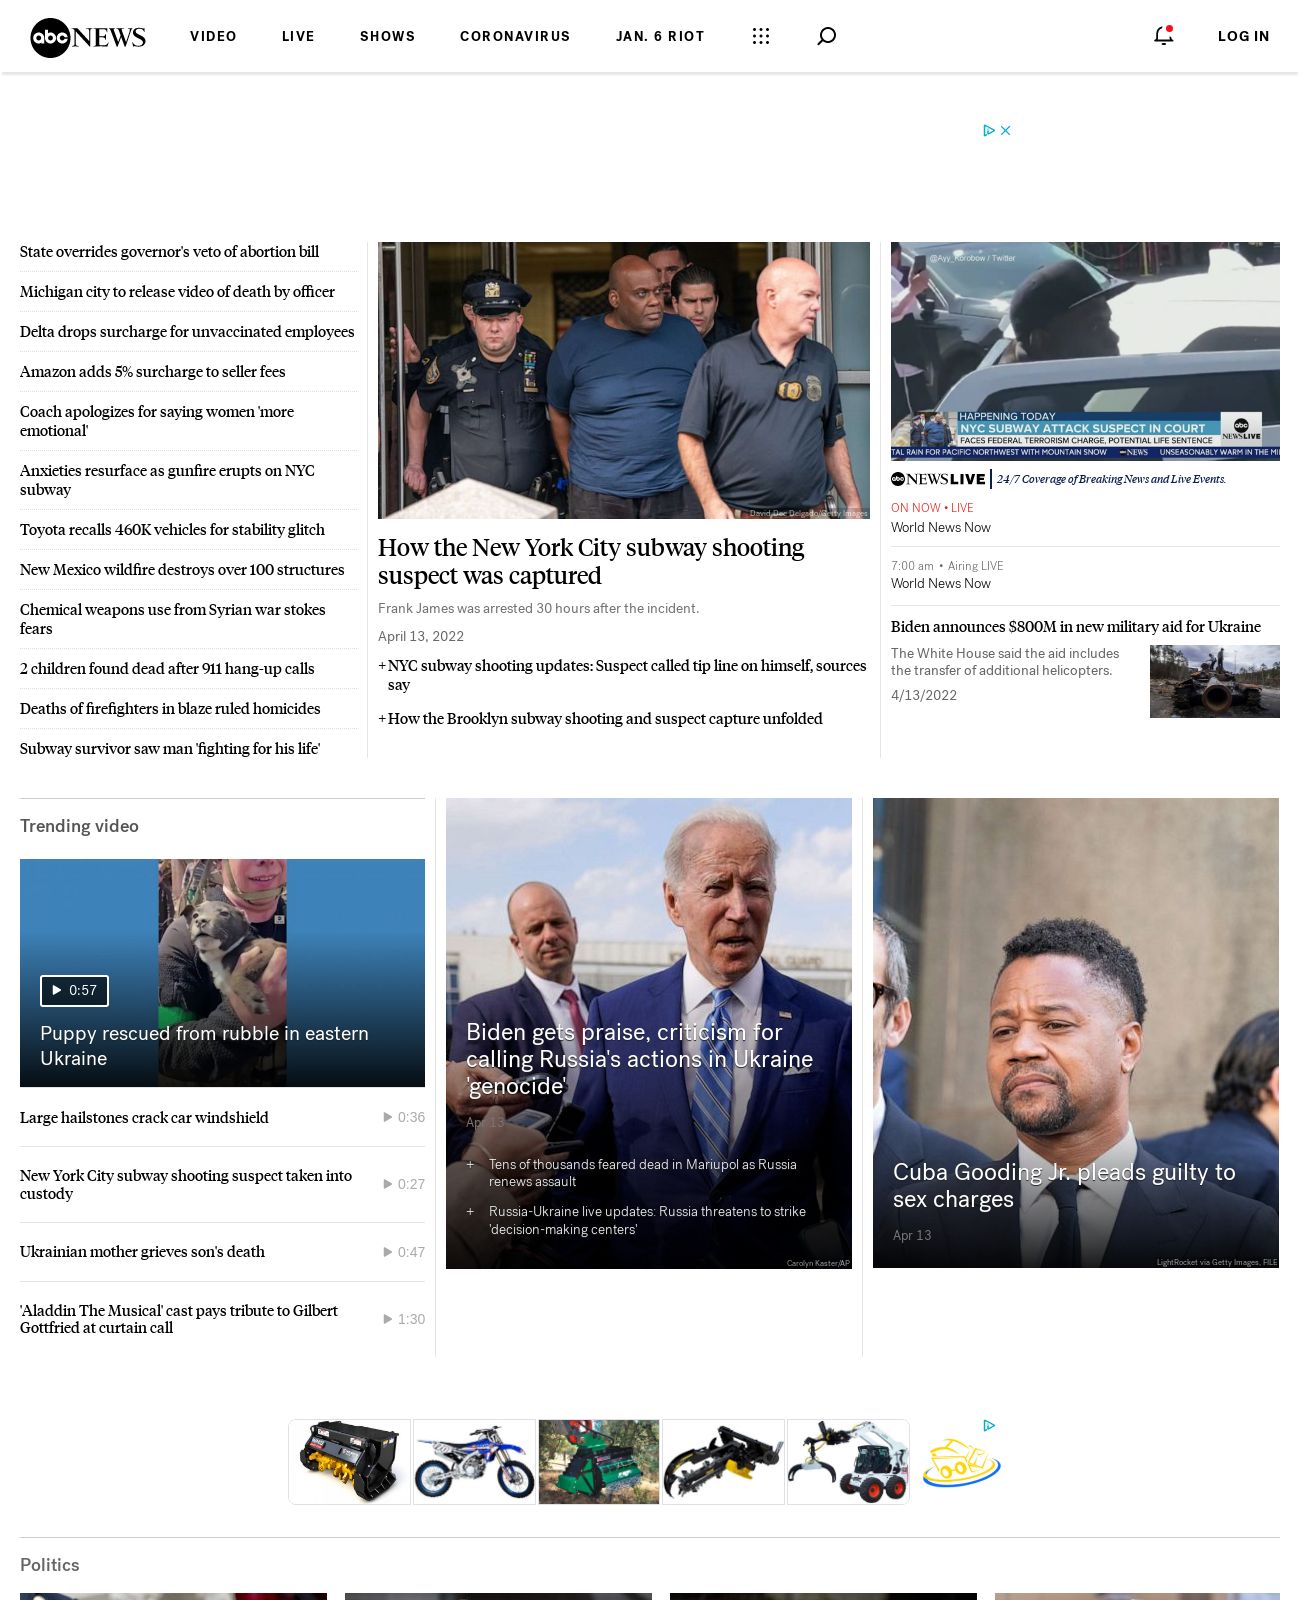 abc NEWS
VIDEO
LIVE
SHOWS
CORONAVIRUS
JAN. 6 RIOT
LOG IN
State overrides governor's veto of abortion bill
Michigan city to release video of death by officer
Delta drops surcharge for unvaccinated employees
Amazon adds 5% surcharge to seller fees
Coach apologizes for saying women 'more
emotional'
Anxieties resurface as gunfire erupts on NYC
subway
Toyota recalls 460K vehicles for stability glitch
New Mexico wildfire destroys over 100 structures
Chemical weapons use from Syrian war stokes
fears
2 children found dead after 911 hang-up calls
Deaths of firefighters in blaze ruled homicides
Subway survivor saw man 'fighting for his life'
David Dee Delgado/Getty Images
How the New York City subway shooting
suspect was captured
Frank James was arrested 30 hours after the incident.
April 13, 2022
+ NYC subway shooting updates: Suspect called tip line on himself, sources
say
+ How the Brooklyn subway shooting and suspect capture unfolded
@Ayy_Korobow / Twitter
HAPPENING TODAY
NYC SUBWAY ATTACK SUSPECT IN COURT
FACES FEDERAL TERRORISM CHARGE, POTENTIAL LIFE SENTENCE
abc
NEWS LIVE
TAL RAIN FOR PACIFIC NORTHWEST WITH MOUNTAIN SNOW abc NEWS UNSEASONABLY WARM IN THE MI
abc NEWS LIVE 24/7 Coverage of Breaking News and Live Events.
ON NOW • LIVE
World News Now
7:00 am • Airing LIVE
World News Now
Biden announces $800M in new military aid for Ukraine
The White House said the aid includes
the transfer of additional helicopters.
4/13/2022
Trending video
0:57
Puppy rescued from rubble in eastern
Ukraine
Large hailstones crack car windshield
0:36
New York City subway shooting suspect taken into
custody
0:27
Ukrainian mother grieves son's death
0:47
'Aladdin The Musical' cast pays tribute to Gilbert
Gottfried at curtain call
1:30
Biden gets praise, criticism for
calling Russia's actions in Ukraine
'genocide'
Apr 13
+ Tens of thousands feared dead in Mariupol as Russia
renews assault
+ Russia-Ukraine live updates: Russia threatens to strike
'decision-making centers'
Carolyn Kaster/AP
Cuba Gooding Jr. pleads guilty to
sex charges
Apr 13
LightRocket via Getty Images, FILE
Politics